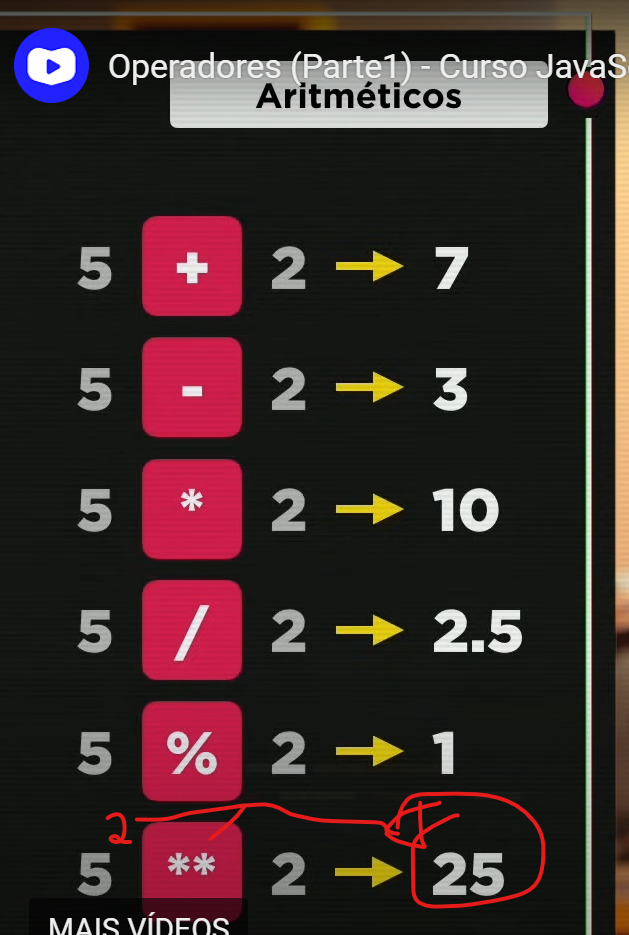 Operadores (Parte1) - Curso JavaS
Aritméticos
5 + 2 → 7
5 - 2 → 3
5 * 2 → 10
5 / 2 → 2.5
5 % 2 → 1
2
5 ** 2 → 25
MAIS VÍDEOS